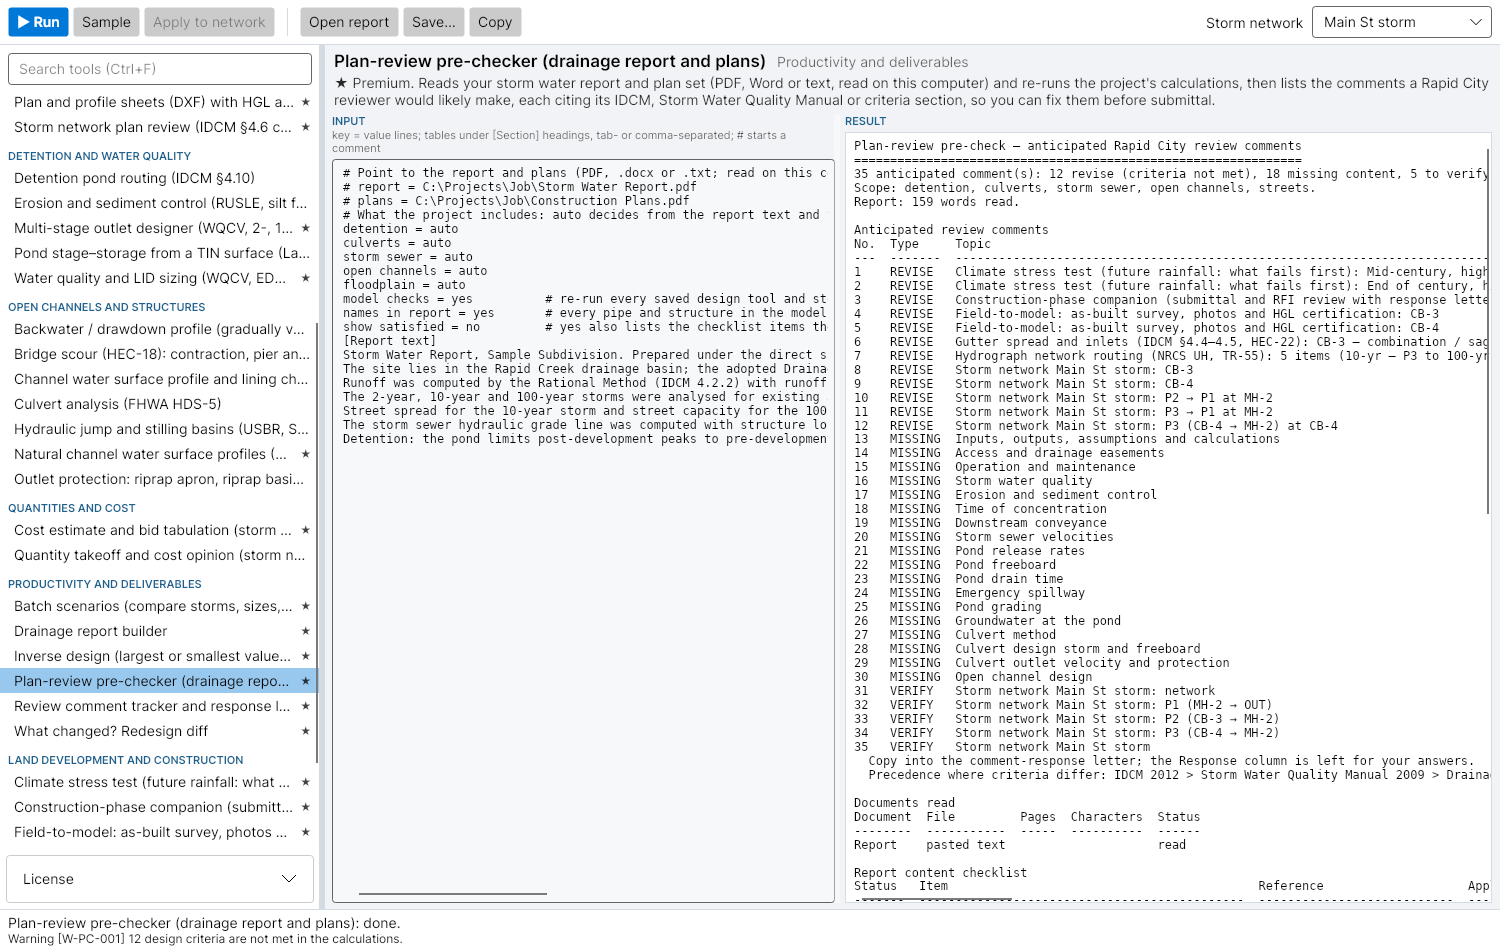 ▶ Run Sample Apply to network Open report Save... Copy Storm network Main St storm
Search tools (Ctrl+F)
Plan and profile sheets (DXF) with HGL a... ★
Storm network plan review (IDCM §4.6 c... ★
DETENTION AND WATER QUALITY
Detention pond routing (IDCM §4.10)
Erosion and sediment control (RUSLE, silt f...
Multi-stage outlet designer (WQCV, 2-, 1... ★
Pond stage–storage from a TIN surface (La...
Water quality and LID sizing (WQCV, ED... ★
OPEN CHANNELS AND STRUCTURES
Backwater / drawdown profile (gradually v...
Bridge scour (HEC-18): contraction, pier an...
Channel water surface profile and lining ch...
Culvert analysis (FHWA HDS-5)
Hydraulic jump and stilling basins (USBR, S...
Natural channel water surface profiles (... ★
Outlet protection: riprap apron, riprap basi...
QUANTITIES AND COST
Cost estimate and bid tabulation (storm ... ★
Quantity takeoff and cost opinion (storm n...
PRODUCTIVITY AND DELIVERABLES
Batch scenarios (compare storms, sizes,... ★
Drainage report builder ★
Inverse design (largest or smallest value... ★
Plan-review pre-checker (drainage repo... ★
Review comment tracker and response l... ★
What changed? Redesign diff ★
LAND DEVELOPMENT AND CONSTRUCTION
Climate stress test (future rainfall: what ... ★
Construction-phase companion (submitt... ★
Field-to-model: as-built survey, photos ... ★
License
Plan-review pre-checker (drainage report and plans) Productivity and deliverables
★ Premium. Reads your storm water report and plan set (PDF, Word or text, read on this computer) and re-runs the project's calculations, then lists the comments a Rapid City
reviewer would likely make, each citing its IDCM, Storm Water Quality Manual or criteria section, so you can fix them before submittal.
INPUT
key = value lines; tables under [Section] headings, tab- or comma-separated; # starts a
comment
# Point to the report and plans (PDF, .docx or .txt; read on this c
# report = C:\Projects\Job\Storm Water Report.pdf
# plans = C:\Projects\Job\Construction Plans.pdf
# What the project includes: auto decides from the report text and
detention = auto
culverts = auto
storm sewer = auto
open channels = auto
floodplain = auto
model checks = yes # re-run every saved design tool and st
names in report = yes # every pipe and structure in the model
show satisfied = no # yes also lists the checklist items th
[Report text]
Storm Water Report, Sample Subdivision. Prepared under the direct s
The site lies in the Rapid Creek drainage basin; the adopted Draina
Runoff was computed by the Rational Method (IDCM 4.2.2) with runoff
The 2-year, 10-year and 100-year storms were analysed for existing
Street spread for the 10-year storm and street capacity for the 100
The storm sewer hydraulic grade line was computed with structure lo
Detention: the pond limits post-development peaks to pre-developmen
RESULT
Plan-review pre-check — anticipated Rapid City review comments
==============================================================
35 anticipated comment(s): 12 revise (criteria not met), 18 missing content, 5 to verify
Scope: detention, culverts, storm sewer, open channels, streets.
Report: 159 words read.
Anticipated review comments
No. Type Topic
--- ------- --------------------------------------------------------------------------
1 REVISE Climate stress test (future rainfall: what fails first): Mid-century, high
2 REVISE Climate stress test (future rainfall: what fails first): End of century, h
3 REVISE Construction-phase companion (submittal and RFI review with response lette
4 REVISE Field-to-model: as-built survey, photos and HGL certification: CB-3
5 REVISE Field-to-model: as-built survey, photos and HGL certification: CB-4
6 REVISE Gutter spread and inlets (IDCM §4.4–4.5, HEC-22): CB-3 — combination / sag
7 REVISE Hydrograph network routing (NRCS UH, TR-55): 5 items (10-yr — P3 to 100-yr
8 REVISE Storm network Main St storm: CB-3
9 REVISE Storm network Main St storm: CB-4
10 REVISE Storm network Main St storm: P2 → P1 at MH-2
11 REVISE Storm network Main St storm: P3 → P1 at MH-2
12 REVISE Storm network Main St storm: P3 (CB-4 → MH-2) at CB-4
13 MISSING Inputs, outputs, assumptions and calculations
14 MISSING Access and drainage easements
15 MISSING Operation and maintenance
16 MISSING Storm water quality
17 MISSING Erosion and sediment control
18 MISSING Time of concentration
19 MISSING Downstream conveyance
20 MISSING Storm sewer velocities
21 MISSING Pond release rates
22 MISSING Pond freeboard
23 MISSING Pond drain time
24 MISSING Emergency spillway
25 MISSING Pond grading
26 MISSING Groundwater at the pond
27 MISSING Culvert method
28 MISSING Culvert design storm and freeboard
29 MISSING Culvert outlet velocity and protection
30 MISSING Open channel design
31 VERIFY Storm network Main St storm: network
32 VERIFY Storm network Main St storm: P1 (MH-2 → OUT)
33 VERIFY Storm network Main St storm: P2 (CB-3 → MH-2)
34 VERIFY Storm network Main St storm: P3 (CB-4 → MH-2)
35 VERIFY Storm network Main St storm
Copy into the comment-response letter; the Response column is left for your answers.
Precedence where criteria differ: IDCM 2012 > Storm Water Quality Manual 2009 > Draina
Documents read
Document File Pages Characters Status
-------- ----------- ----- ---------- ------
Report pasted text read
Report content checklist
Status Item Reference App
Plan-review pre-checker (drainage report and plans): done.
Warning [W-PC-001] 12 design criteria are not met in the calculations.